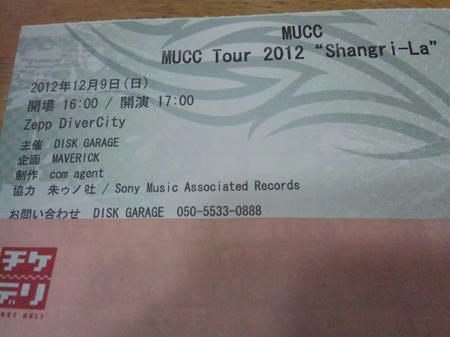 MUCC
MUCC Tour 2012 “Shangri-La”
2012年12月9日(日)
開場 16:00 / 開演 17:00
Zepp DiverCity
主催 DISK GARAGE
企画 MAVERICK
制作 com agent
協力 朱ゥノ吐 / Sony Music Associated Records
お問い合わせ DISK GARAGE 050-5533-0888
チケ
デリ
KET DELI